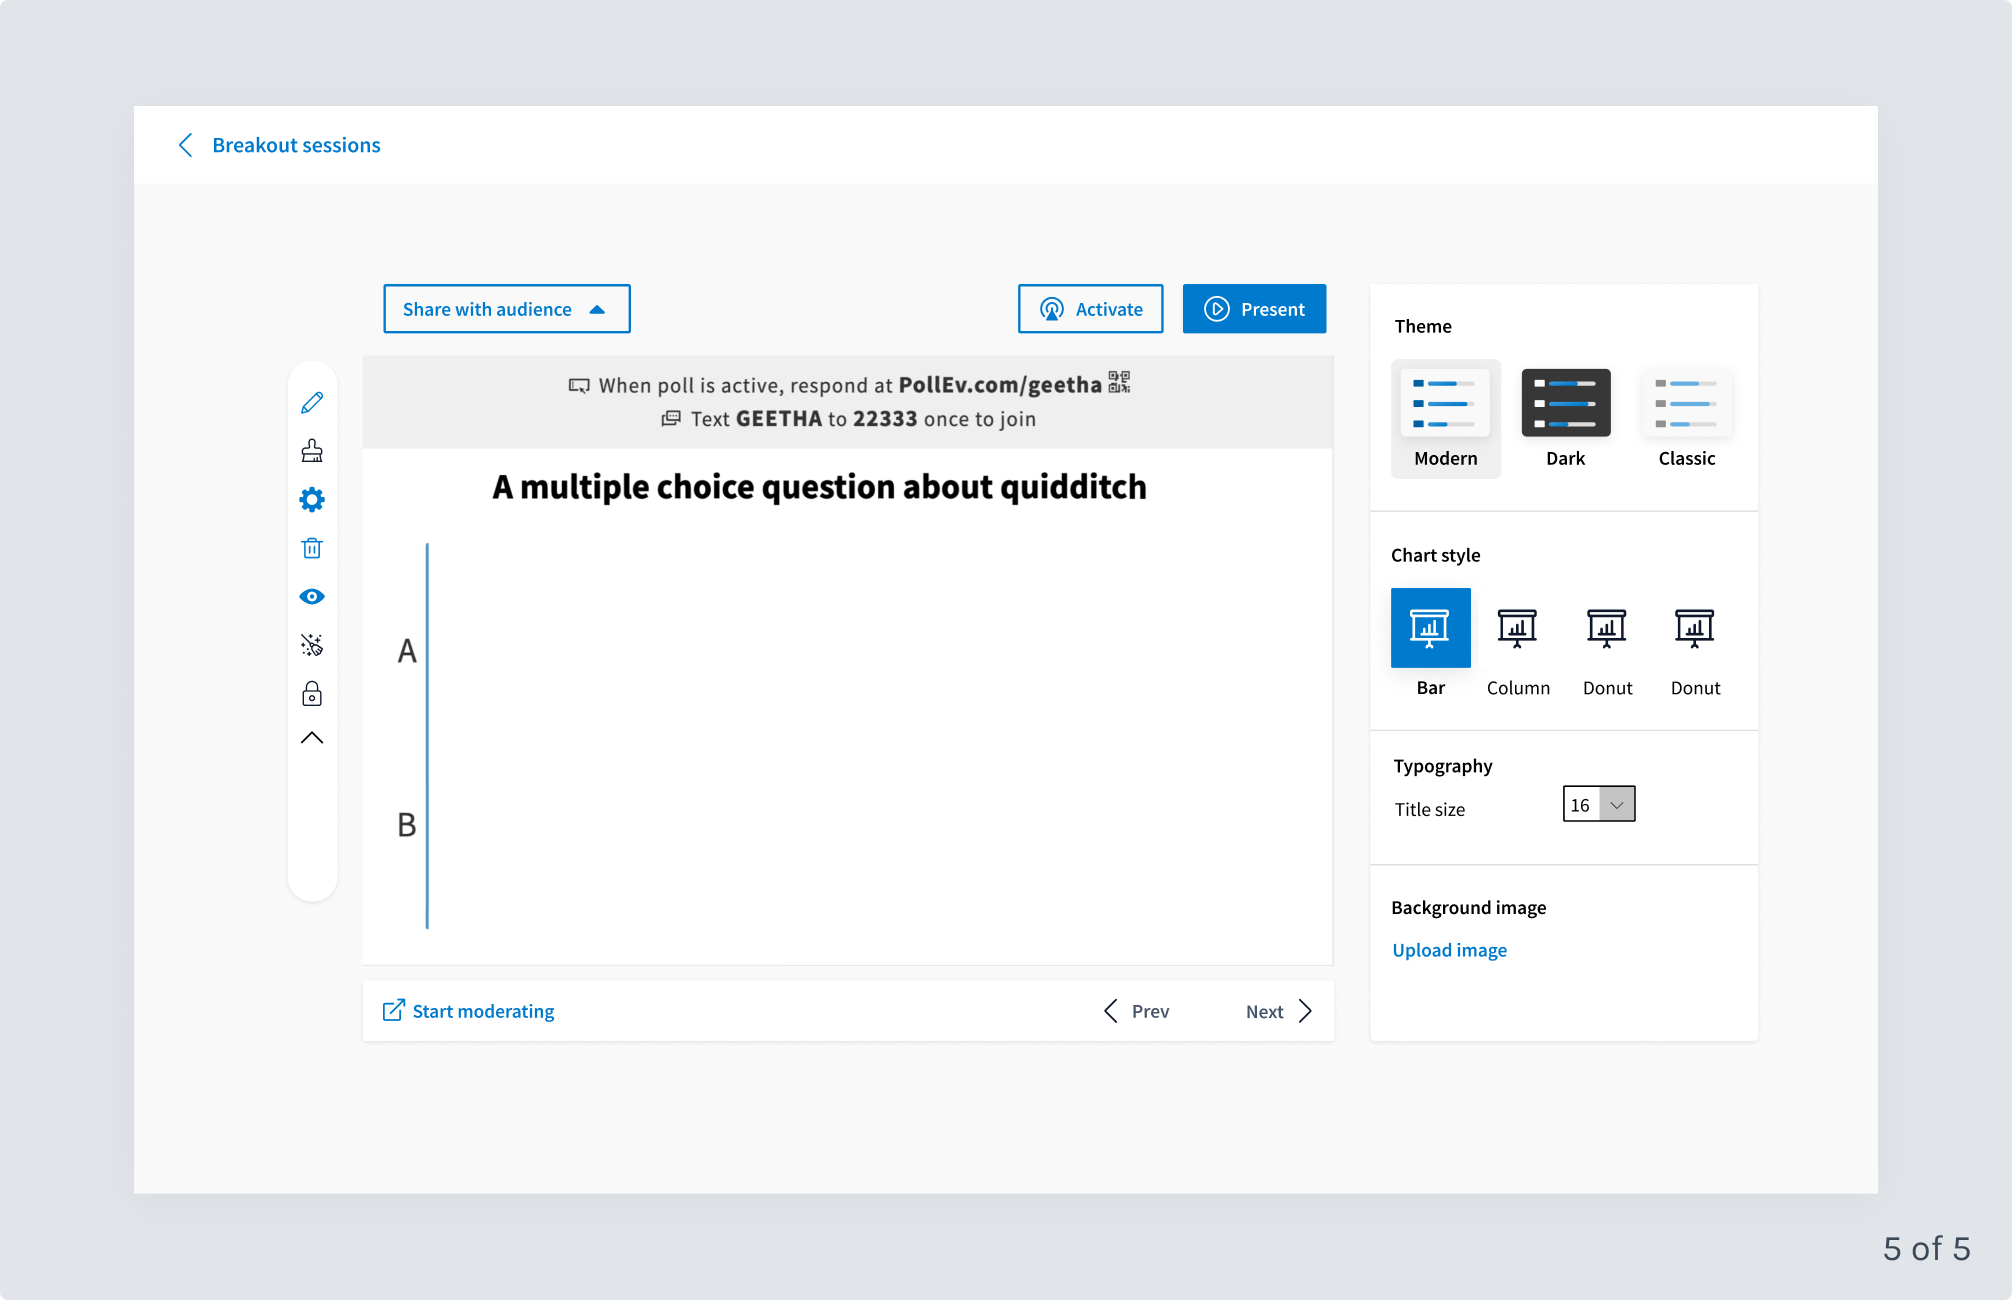 Breakout sessions
Share with audience
Activate
Present
When poll is active, respond at PollEv.com/geetha
Text GEETHA to 22333 once to join
A multiple choice question about quidditch
A
B
Start moderating
Prev
Next
Theme
Modern
Dark
Classic
Chart style
Bar
Column
Donut
Donut
Typography
Title size
16
Background image
Upload image
5 of 5